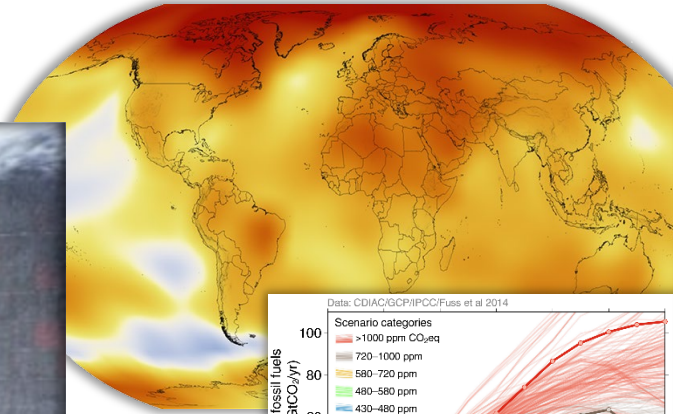 Data: CDIAC/GCP/IPCC/Fuss et al 2014
Scenario categories
>1000 ppm CO₂eq
720–1000 ppm
580–720 ppm
480–580 ppm
430–480 ppm
100
80
fossil fuels
GtCO₂/yr)